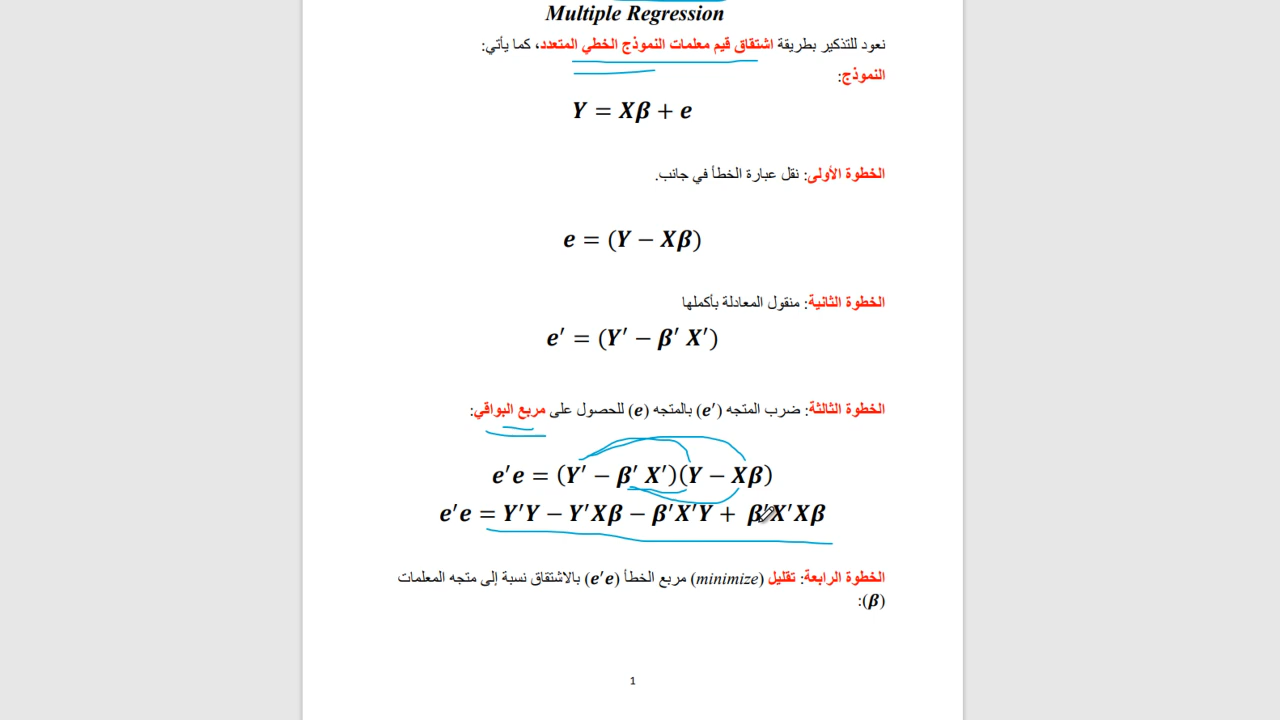 Multiple Regression
نعود للتذكير بطريقة اشتقاق قيم معلمات النموذج الخطي المتعدد، كما يأتي:
النموذج:
Y = Xβ + e
الخطوة الأولى: نقل عبارة الخطأ في جانب.
e = (Y − Xβ)
الخطوة الثانية: منقول المعادلة بأكملها
e′ = (Y′ − β′ X′)
الخطوة الثالثة: ضرب المتجه (e′) بالمتجه (e) للحصول على مربع البواقي:
e′e = (Y′ − β′ X′)(Y − Xβ)
e′e = Y′Y − Y′Xβ − β′X′Y + β′X′Xβ
الخطوة الرابعة: تقليل (minimize) مربع الخطأ (e′e) بالاشتقاق نسبة إلى متجه المعلمات
(β):
1